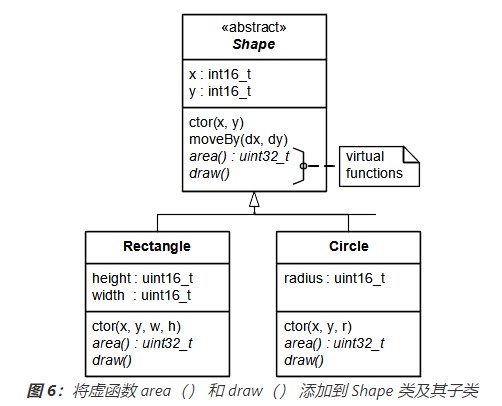 «abstract»
Shape
x : int16_t
y : int16_t
ctor(x, y)
moveBy(dx, dy)
area() : uint32_t
draw()
virtual
functions
Rectangle
height : uint16_t
width : uint16_t
ctor(x, y, w, h)
area() : uint32_t
draw()
Circle
radius : uint16_t
ctor(x, y, r)
area() : uint32_t
draw()
图 6：将虚函数 area （） 和 draw （） 添加到 Shape 类及其子类